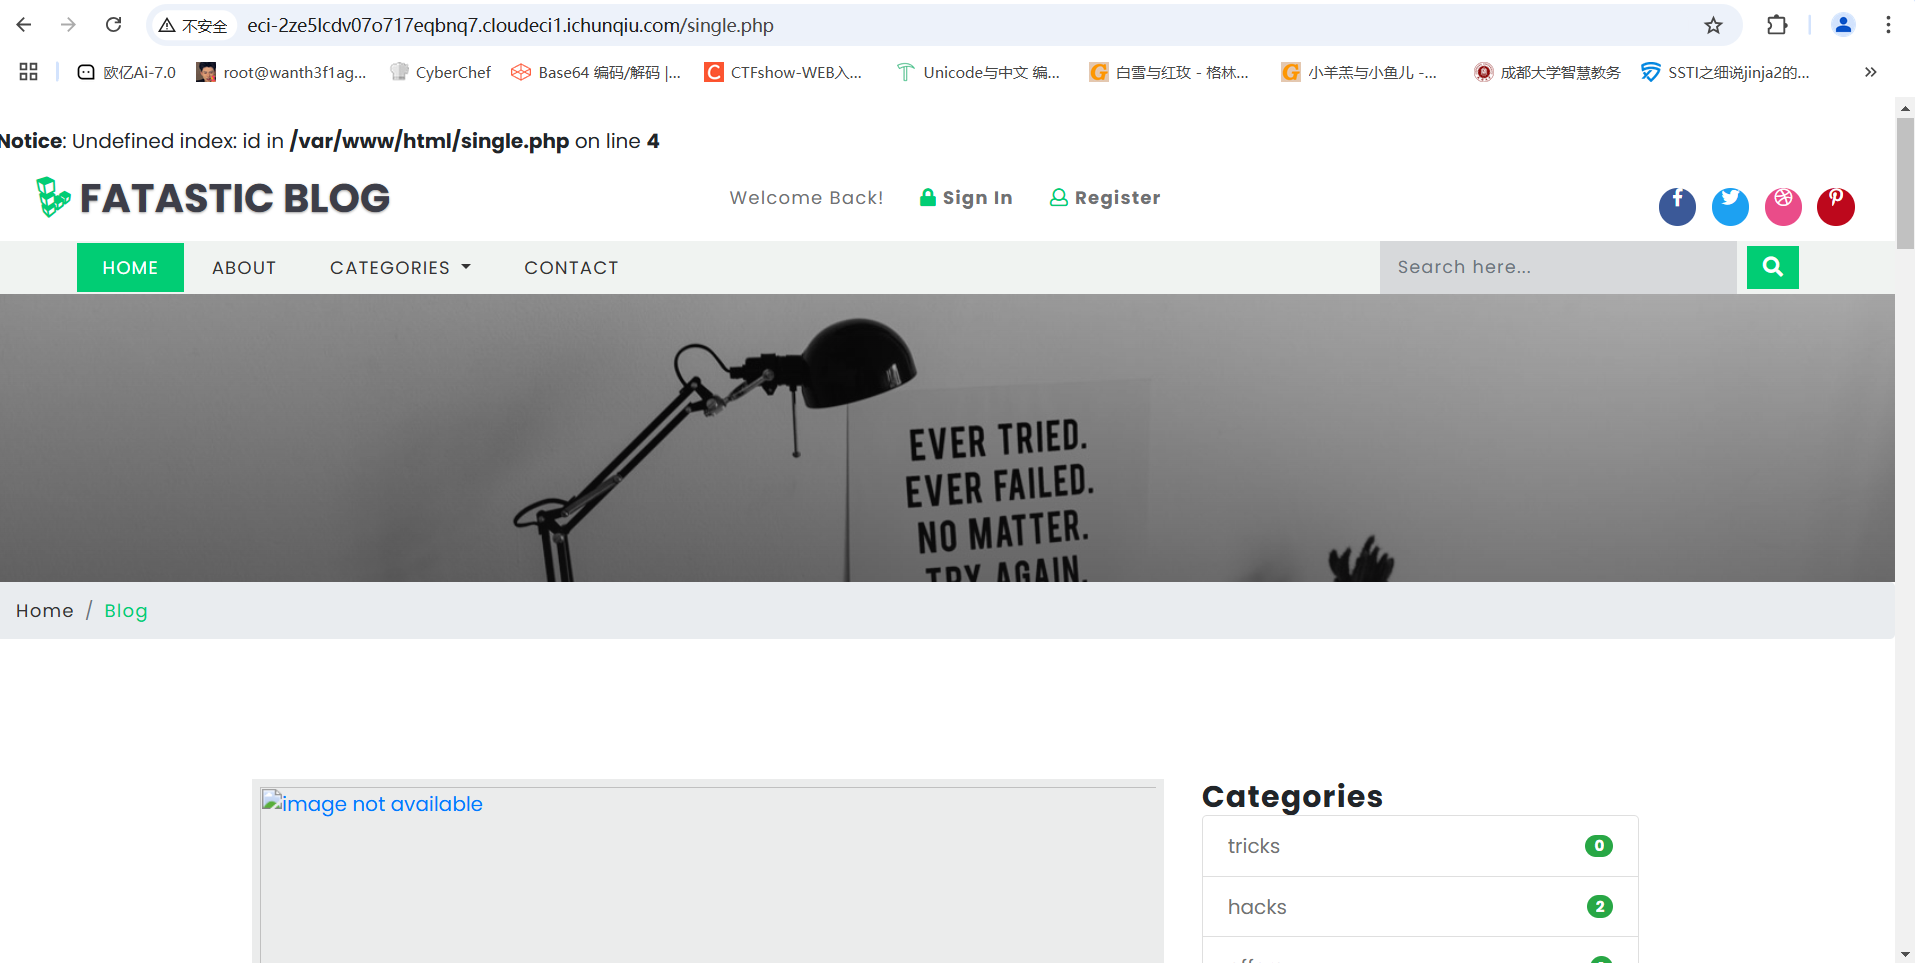 不安全 eci-2ze5lcdv07o717eqbnq7.cloudeci1.ichunqiu.com/single.php
欧亿Ai-7.0 root@wanth3f1ag... CyberChef Base64 编码/解码 |... CTFshow-WEB入... Unicode与中文 编... 白雪与红玫 - 格林... 小羊羔与小鱼儿 -... 成都大学智慧教务 SSTI之细说jinja2的... »
Notice: Undefined index: id in /var/www/html/single.php on line 4
FATASTIC BLOG Welcome Back! Sign In Register
HOME ABOUT CATEGORIES CONTACT Search here...
EVER TRIED.
EVER FAILED.
NO MATTER.
TRY AGAIN.
Home / Blog
image not available
Categories
tricks 0
hacks 2